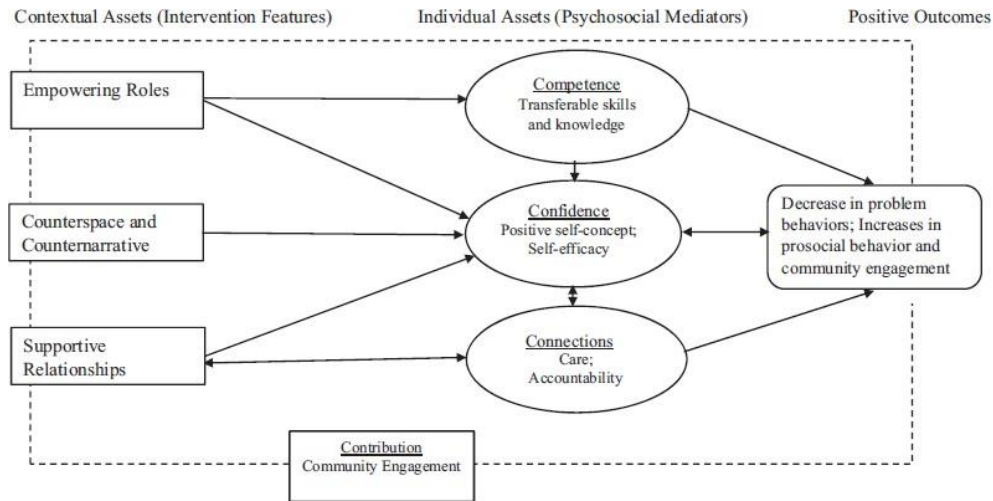 Contextual Assets (Intervention Features)
Individual Assets (Psychosocial Mediators)
Positive Outcomes
Empowering Roles
Counterspace and
Counternarrative
Supportive
Relationships
Competence
Transferable skills
and knowledge
Confidence
Positive self-concept;
Self-efficacy
Connections
Care;
Accountability
Decrease in problem
behaviors; Increases in
prosocial behavior and
community engagement
Contribution
Community Engagement